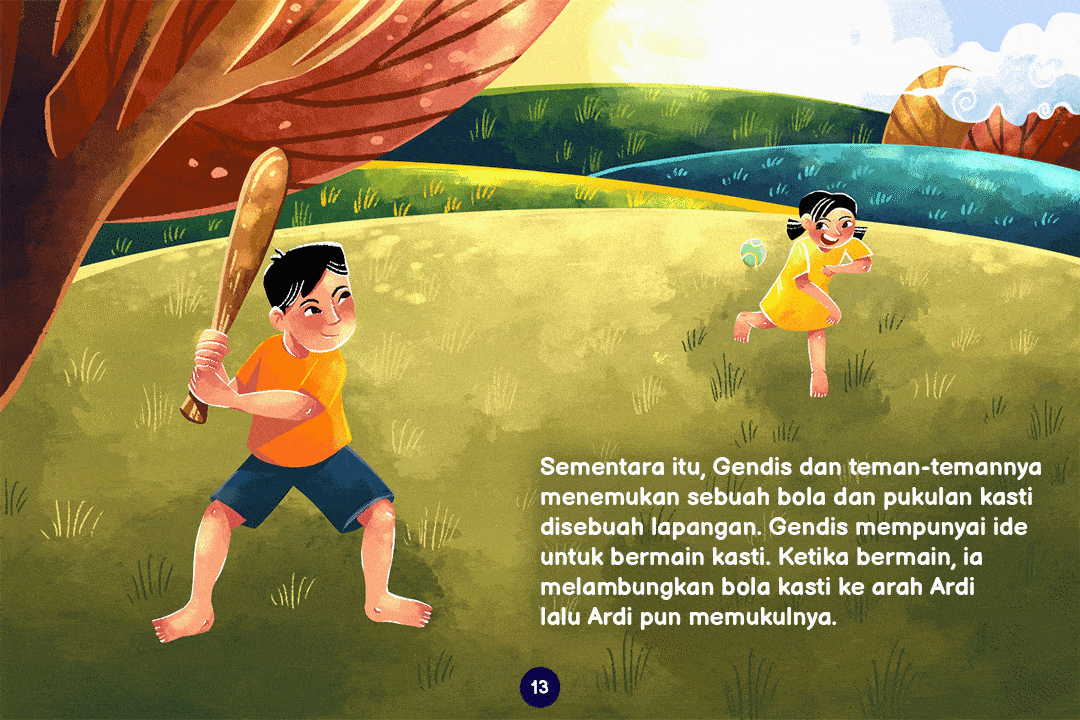 Sementara itu, Gendis dan teman-temannya
menemukan sebuah bola dan pukulan kasti
disebuah lapangan. Gendis mempunyai ide
untuk bermain kasti. Ketika bermain, ia
melambungkan bola kasti ke arah Ardi
lalu Ardi pun memukulnya.
13